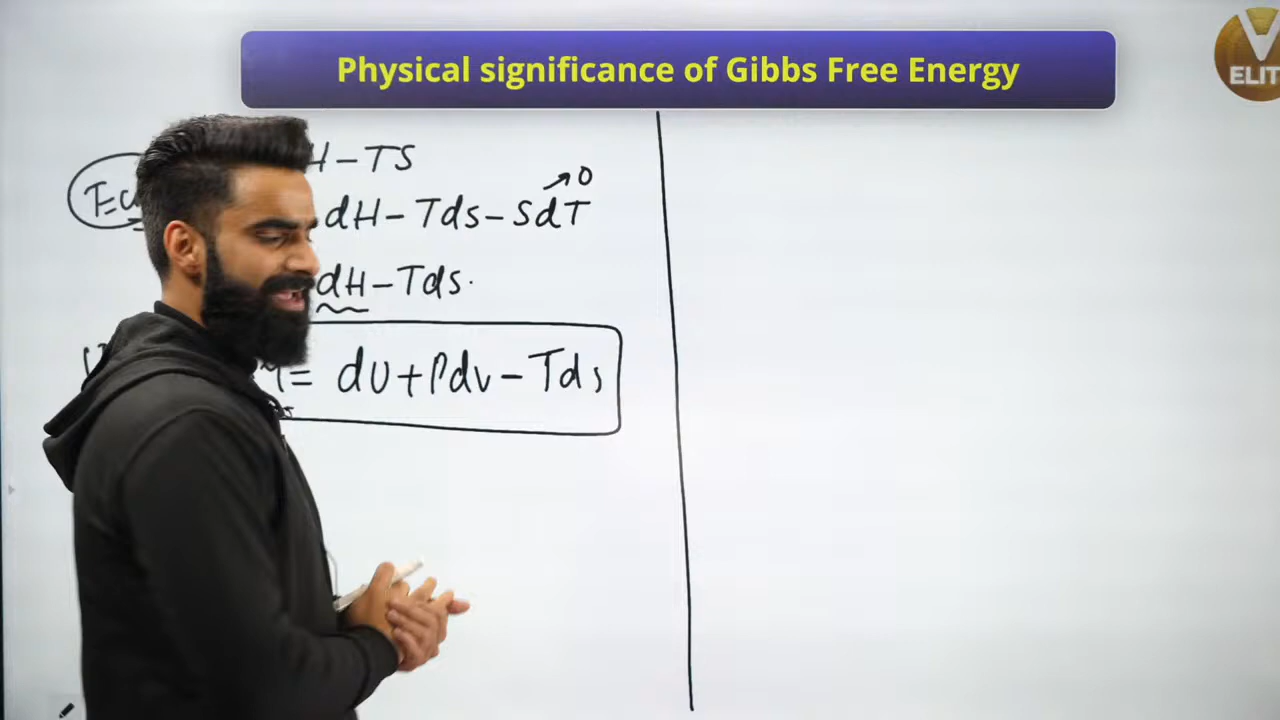 Physical significance of Gibbs Free Energy
V
ELIT
H-TS
→0
dH-Tds-SdT
dH-Tds.
= dU+Pdv-Tds